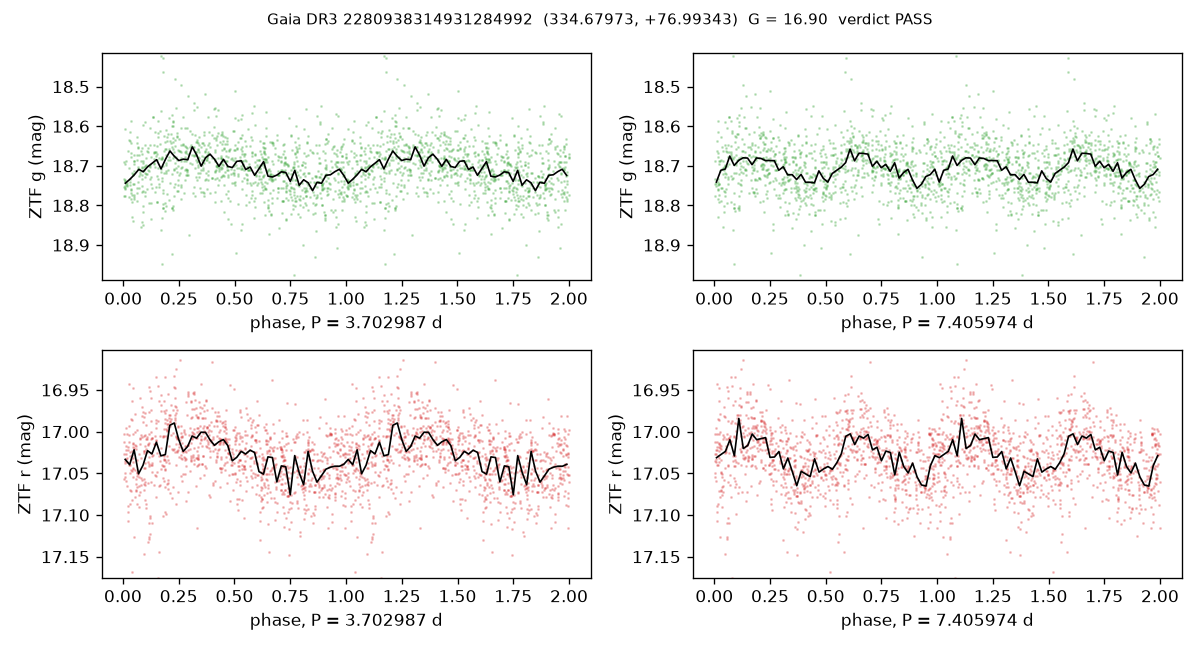 Gaia DR3 2280938314931284992 (334.67973, +76.99343) G = 16.90 verdict PASS
ZTF g (mag)
18.5
18.6
18.7
18.8
18.9
0.00 0.25 0.50 0.75 1.00 1.25 1.50 1.75 2.00
phase, P = 3.702987 d
ZTF g (mag)
18.5
18.6
18.7
18.8
18.9
0.00 0.25 0.50 0.75 1.00 1.25 1.50 1.75 2.00
phase, P = 7.405974 d
ZTF r (mag)
16.95
17.00
17.05
17.10
17.15
0.00 0.25 0.50 0.75 1.00 1.25 1.50 1.75 2.00
phase, P = 3.702987 d
ZTF r (mag)
16.95
17.00
17.05
17.10
17.15
0.00 0.25 0.50 0.75 1.00 1.25 1.50 1.75 2.00
phase, P = 7.405974 d